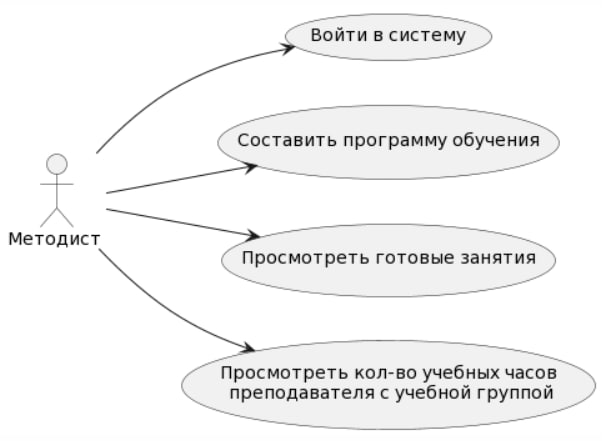 Войти в систему
Составить программу обучения
Методист
Просмотреть готовые занятия
Просмотреть кол-во учебных часов
преподавателя с учебной группой